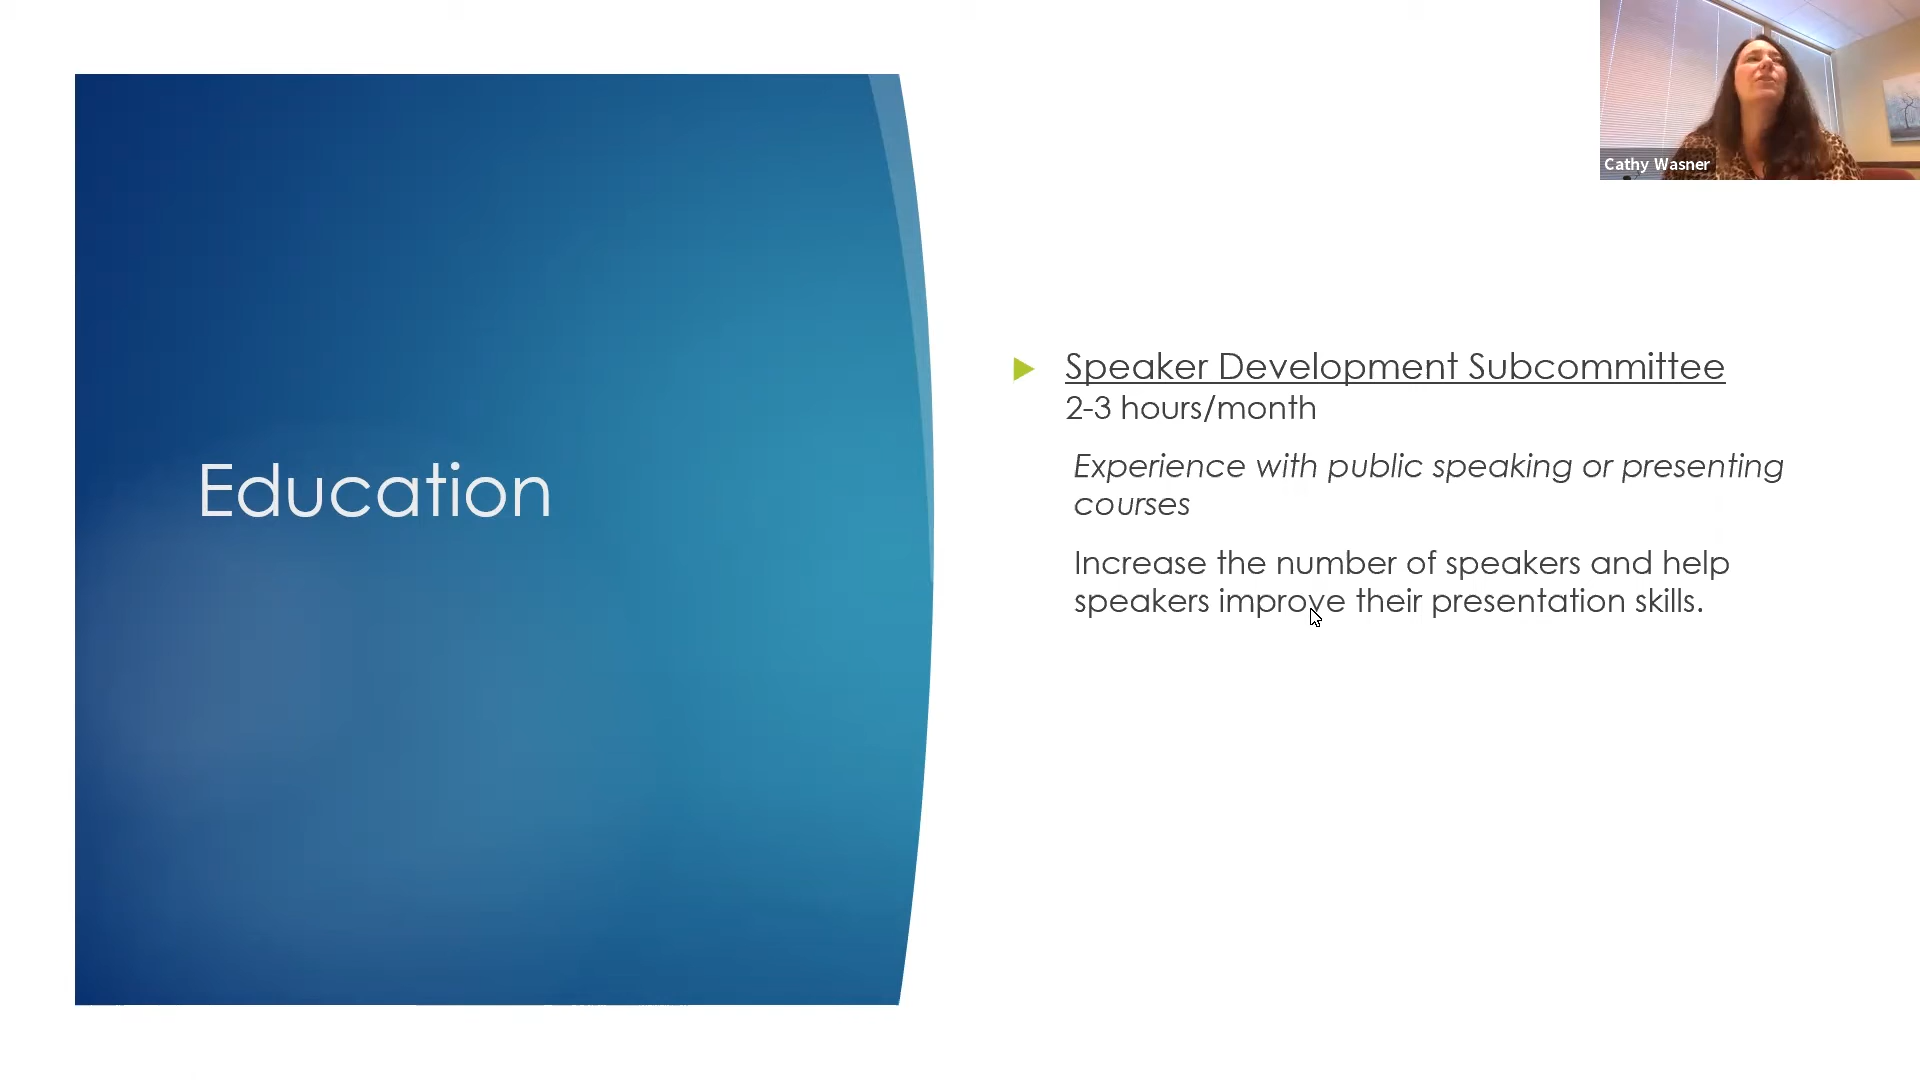 Cathy Wasner
Education
Speaker Development Subcommittee
2-3 hours/month
Experience with public speaking or presenting
courses
Increase the number of speakers and help
speakers improve their presentation skills.